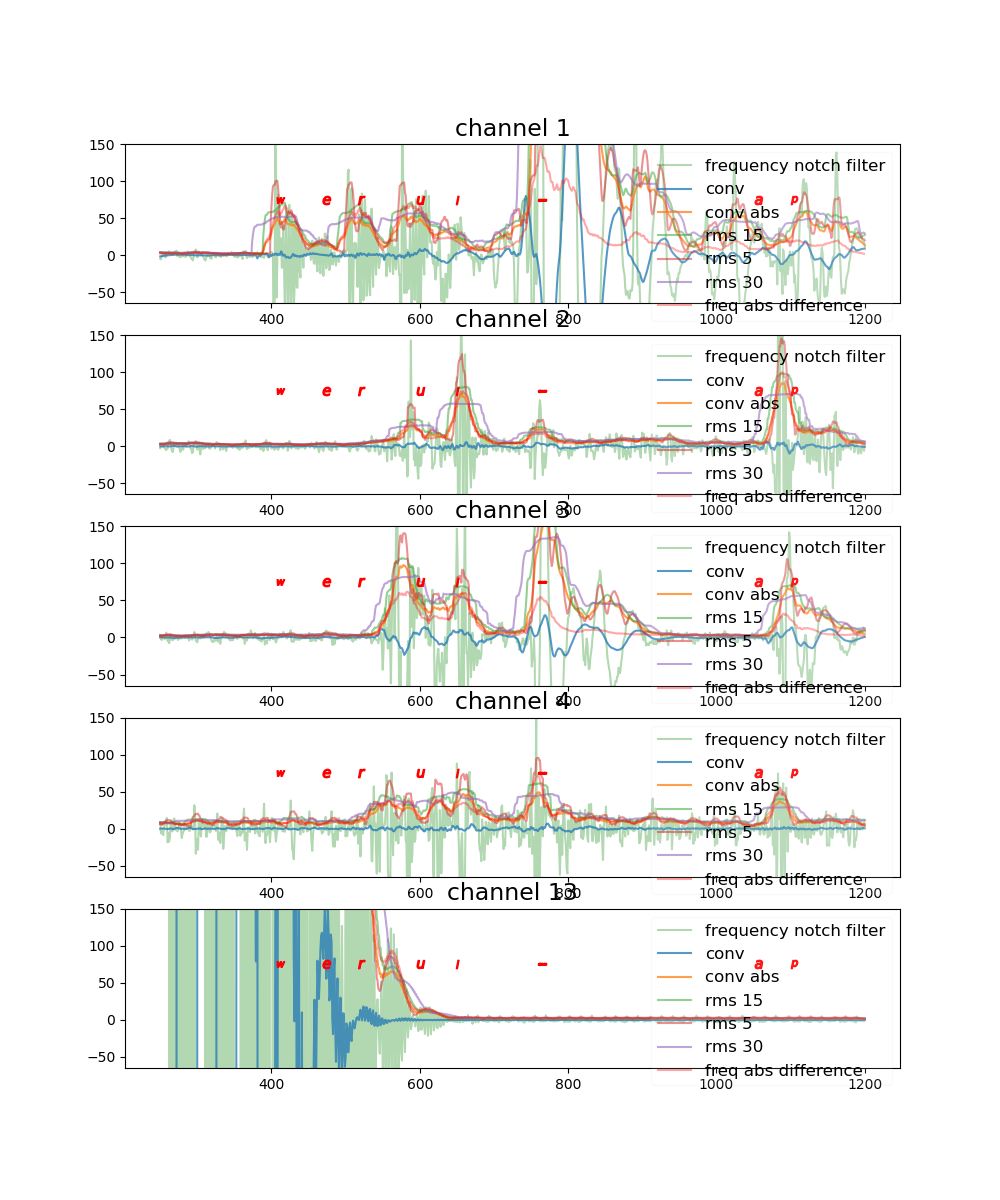 channel 1
150
100
50
0
−50
w e r u ı – a p
frequency notch filter
conv
conv abs
rms 15
rms 5
rms 30
freq abs difference
400 600 800 1000 1200
channel 2
150
100
50
0
−50
w e r u ı – a p
frequency notch filter
conv
conv abs
rms 15
rms 5
rms 30
freq abs difference
400 600 800 1000 1200
channel 3
150
100
50
0
−50
w e r u ı – a p
frequency notch filter
conv
conv abs
rms 15
rms 5
rms 30
freq abs difference
400 600 800 1000 1200
channel 4
150
100
50
0
−50
w e r u ı – a p
frequency notch filter
conv
conv abs
rms 15
rms 5
rms 30
freq abs difference
400 600 800 1000 1200
channel 13
150
100
50
0
−50
w e r u ı – a p
frequency notch filter
conv
conv abs
rms 15
rms 5
rms 30
freq abs difference
400 600 800 1000 1200